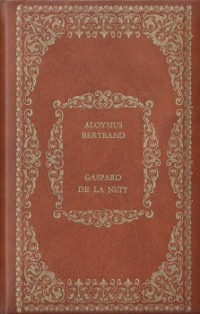 ALOYSIUS
BERTRAND
GASPARD
DE LA NUIT